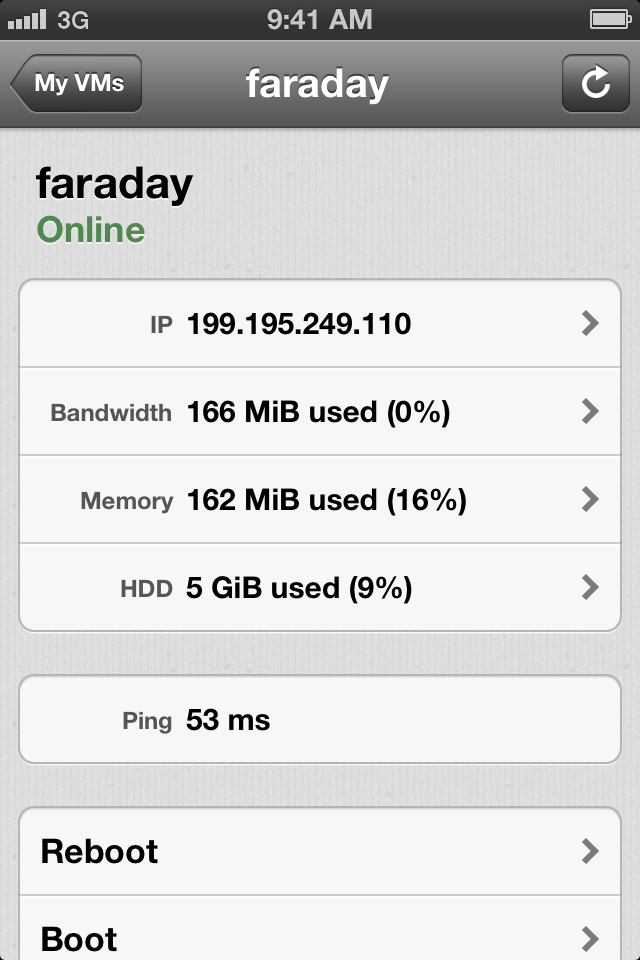 3G 9:41 AM
My VMs faraday
faraday
Online
IP 199.195.249.110
Bandwidth 166 MiB used (0%)
Memory 162 MiB used (16%)
HDD 5 GiB used (9%)
Ping 53 ms
Reboot
Boot